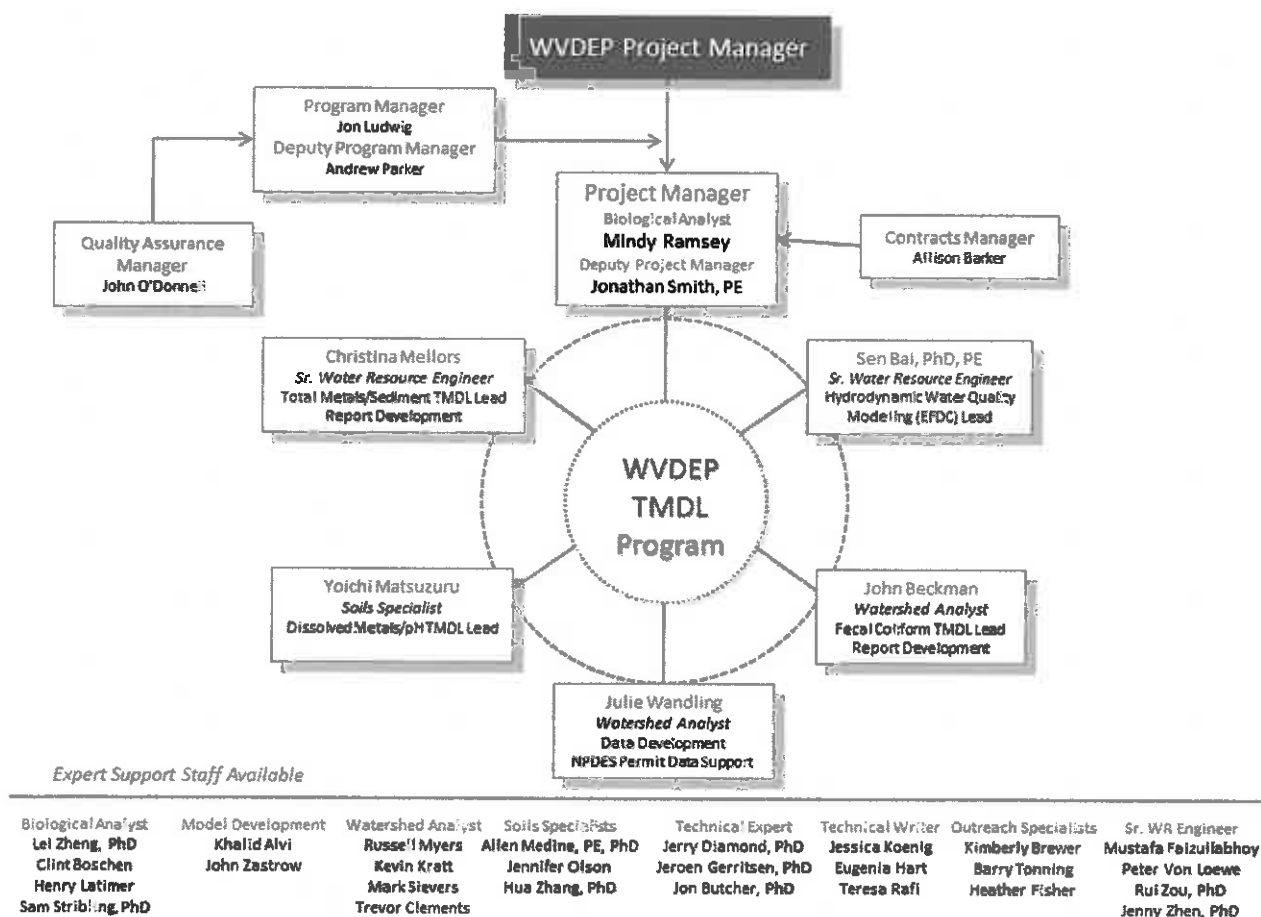 WVDEP Project Manager
Program Manager
Jon Ludwig
Deputy Program Manager
Andrew Parker
Project Manager
Biological Analyst
Mindy Ramsey
Deputy Project Manager
Jonathan Smith, PE
Quality Assurance
Manager
John O'Donnell
Contracts Manager
Allison Barker
Christina Mellors
Sr. Water Resource Engineer
Total Metals/Sediment TMDL Lead
Report Development
Sen Bai, PhD, PE
Sr. Water Resource Engineer
Hydrodynamic Water Quality
Modeling (EFDC) Lead
WVDEP
TMDL
Program
Yoichi Matsuzuru
Soils Specialist
Dissolved Metals/pH TMDL Lead
John Beckman
Watershed Analyst
Fecal Coliform TMDL Lead
Report Development
Julie Wandling
Watershed Analyst
Data Development
NPDES Permit Data Support
Expert Support Staff Available
Biological Analyst
Lei Zheng, PhD
Clint Boschen
Henry Latimer
Sam Stribling, PhD
Model Development
Khalid Alvi
John Zastrow
Watershed Analyst
Russell Myers
Kevin Kratt
Mark Sievers
Trevor Clements
Soils Specialists
Allen Medine, PE, PhD
Jennifer Olson
Hua Zhang, PhD
Technical Expert
Jerry Diamond, PhD
Jeroen Gerritsen, PhD
Jon Butcher, PhD
Technical Writer
Jessica Koenig
Eugenia Hart
Teresa Rafi
Outreach Specialists
Kimberly Brewer
Barry Tonning
Heather Fisher
Sr. WR Engineer
Mustafa Faizullabhoy
Peter Von Loewe
Rui Zou, PhD
Jenny Zhen, PhD